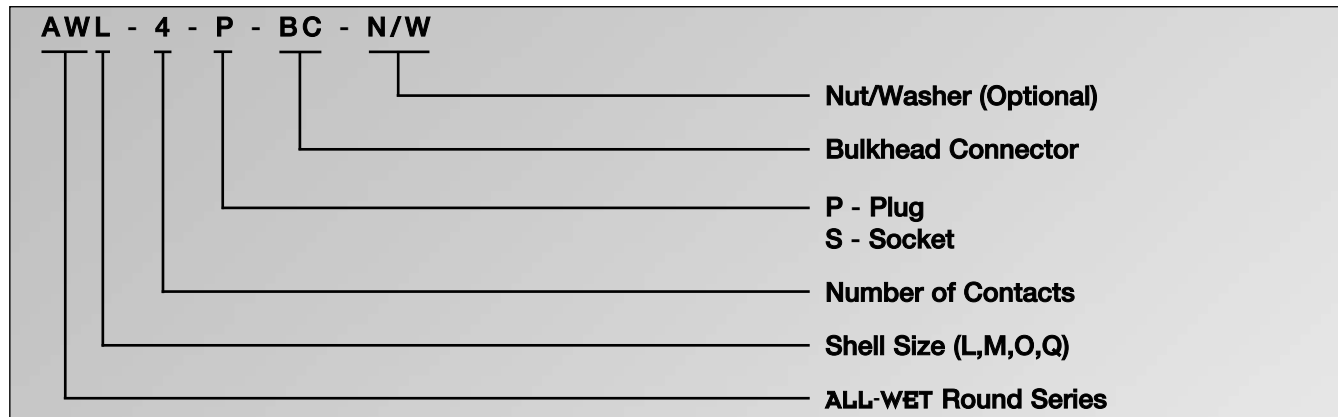 AWL - 4 - P - BC - N/W
Nut/Washer (Optional)
Bulkhead Connector
P - Plug
S - Socket
Number of Contacts
Shell Size (L,M,O,Q)
ALL-WET Round Series